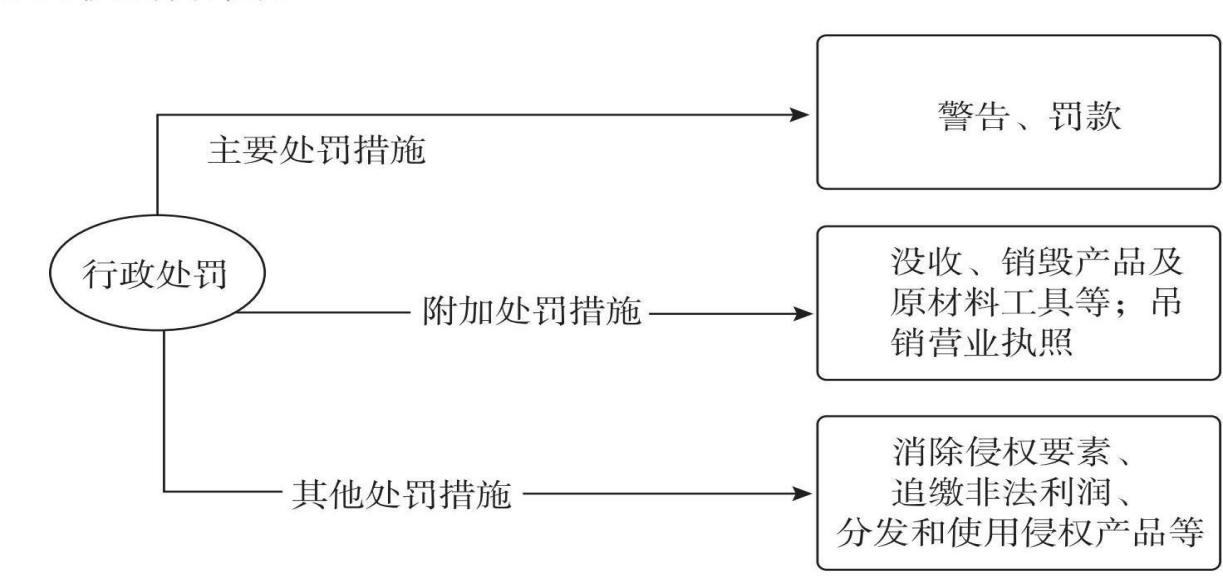 行政处罚
主要处罚措施
警告、罚款
附加处罚措施
没收、销毁产品及
原材料工具等；吊
销营业执照
其他处罚措施
消除侵权要素、
追缴非法利润、
分发和使用侵权产品等